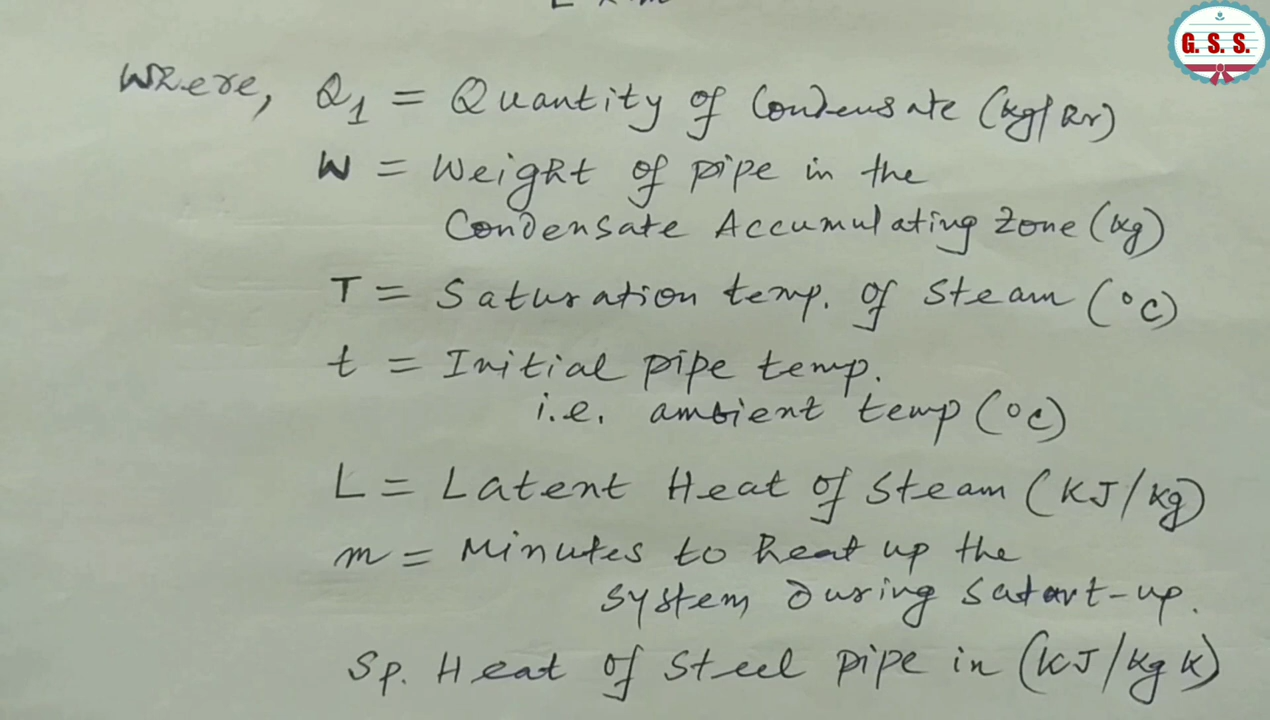 L x m
G. S. S.
Where, Q1 = Quantity of Condensate (kg/hr)
W = Weight of pipe in the
Condensate Accumulating Zone (kg)
T = Saturation temp. of Steam (°C)
t = Initial pipe temp.
i.e. ambient temp (°C)
L = Latent Heat of Steam (KJ/kg)
m = Minutes to heat up the
system during satart-up.
Sp. Heat of Steel pipe in (KJ/kg K)